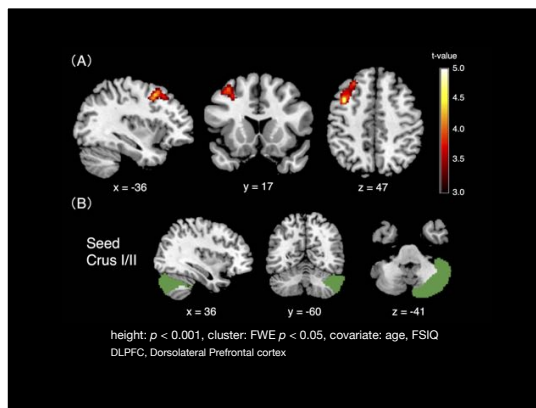 (A)
t-value
5.0
4.5
4.0
3.5
3.0
x = -36
y = 17
z = 47
(B)
Seed
Crus I/II
x = 36
y = -60
z = -41
height: p < 0.001, cluster: FWE p < 0.05, covariate: age, FSIQ
DLPFC, Dorsolateral Prefrontal cortex